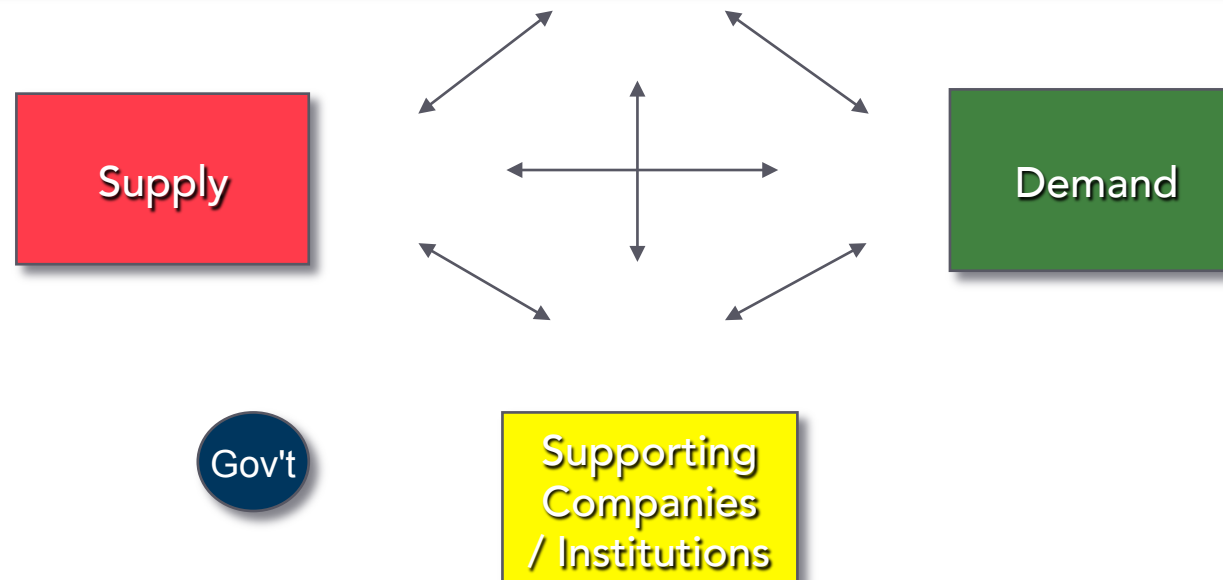 Supply
Demand
Gov't
Supporting
Companies
/ Institutions